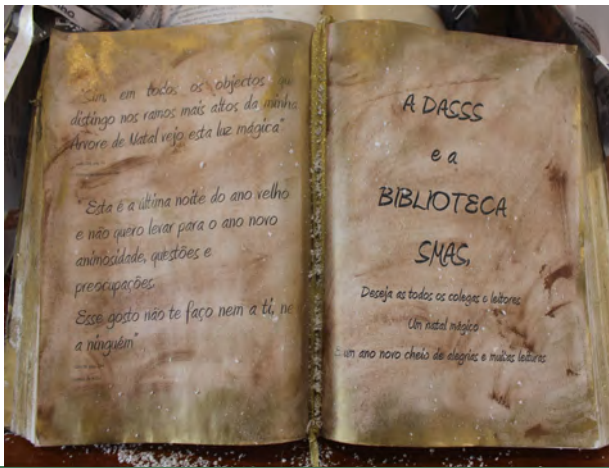 "Sim, em todos os objectos que
distingo nos ramos mais altos da minha
Árvore de Natal vejo esta luz mágica"
"Esta é a última noite do ano velho
e não quero levar para o ano novo
animosidade, questões e
preocupações.
Esse gosto não te faço nem a ti, ne
a ninguém"
A DASSS
e a
BIBLIOTECA
SMAS,
Deseja as todos os colegas e leitores
Um natal mágico
E um ano novo cheio de alegrias e muitas leituras